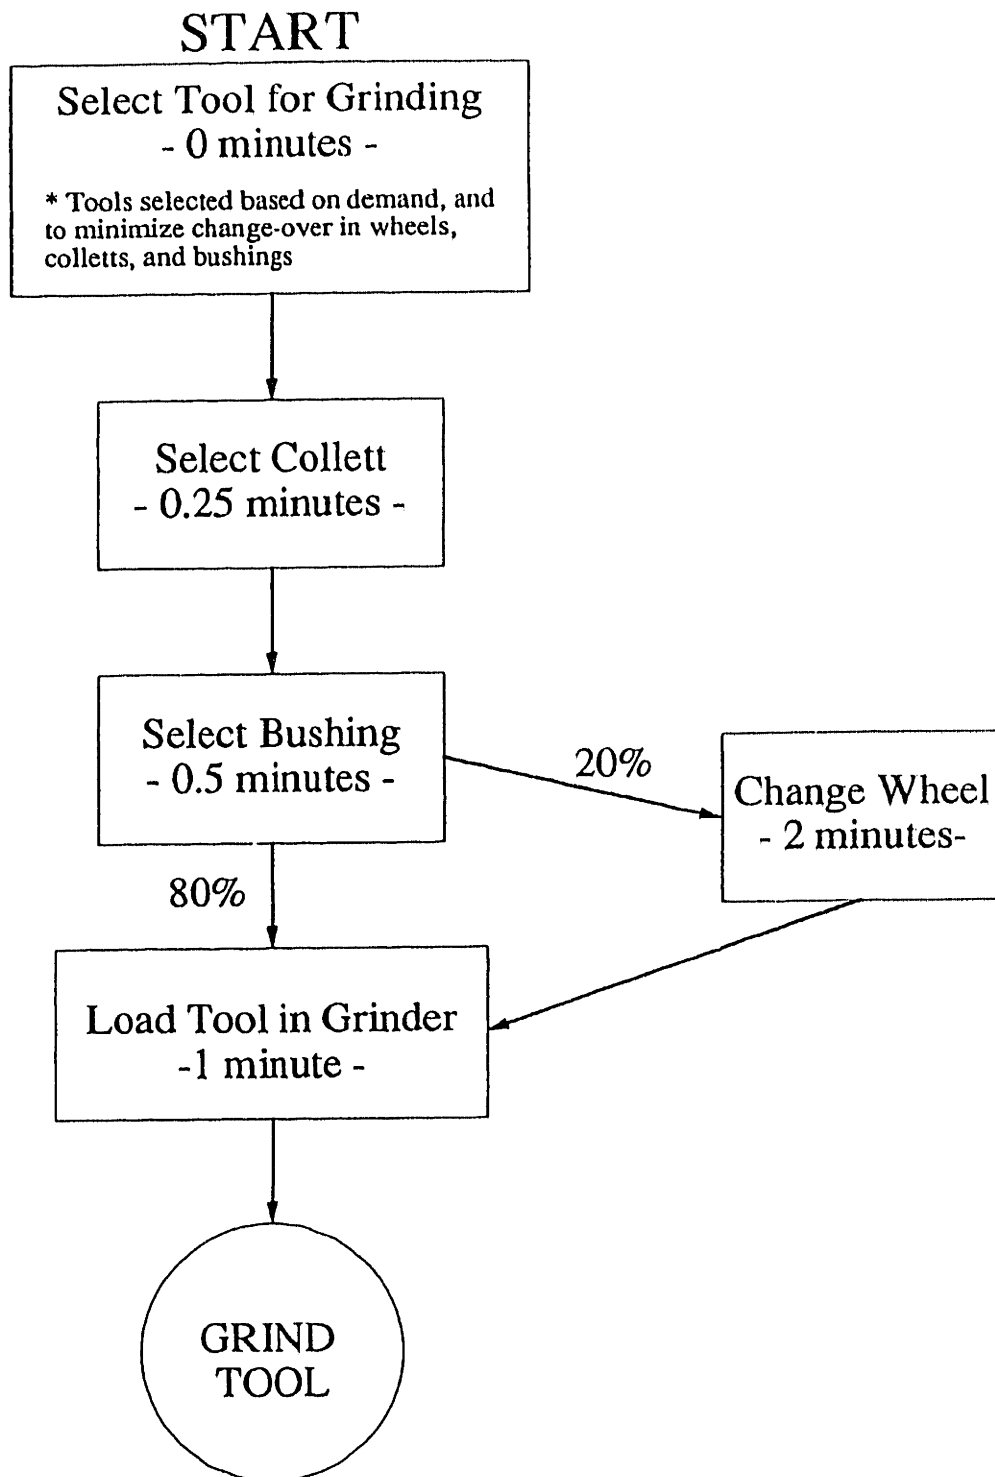 START
Select Tool for Grinding
- 0 minutes -
* Tools selected based on demand, and
to minimize change-over in wheels,
colletts, and bushings
Select Collett
- 0.25 minutes -
Select Bushing
- 0.5 minutes -
20%
Change Wheel
- 2 minutes-
80%
Load Tool in Grinder
-1 minute -
GRIND
TOOL